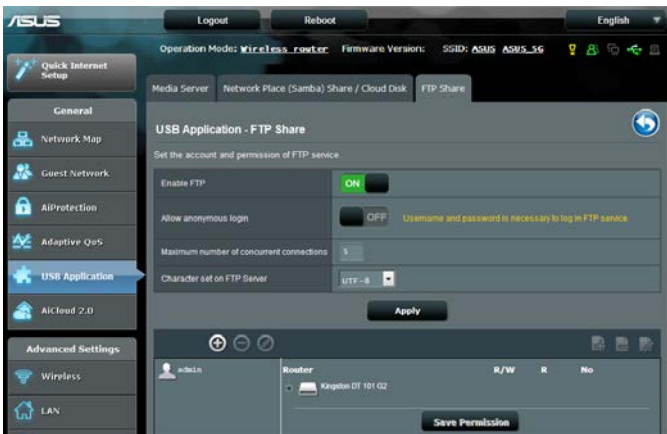 ASUS
Logout
Reboot
English
Operation Mode: Wireless router Firmware Version: SSID: ASUS ASUS_5G
Quick Internet
Setup
General
Network Map
Guest Network
AiProtection
Adaptive QoS
USB Application
AiCloud 2.0
Advanced Settings
Wireless
LAN
Media Server
Network Place (Samba) Share / Cloud Disk
FTP Share
USB Application - FTP Share
Set the account and permission of FTP service
Enable FTP
ON
Allow anonymous login
OFF
Username and password is necessary to log in FTP service.
Maximum number of concurrent connections
5
Character set on FTP Server
UTF-8
Apply
admin
Router
R/W
R
No
Kingston DT 101 G2
Save Permission